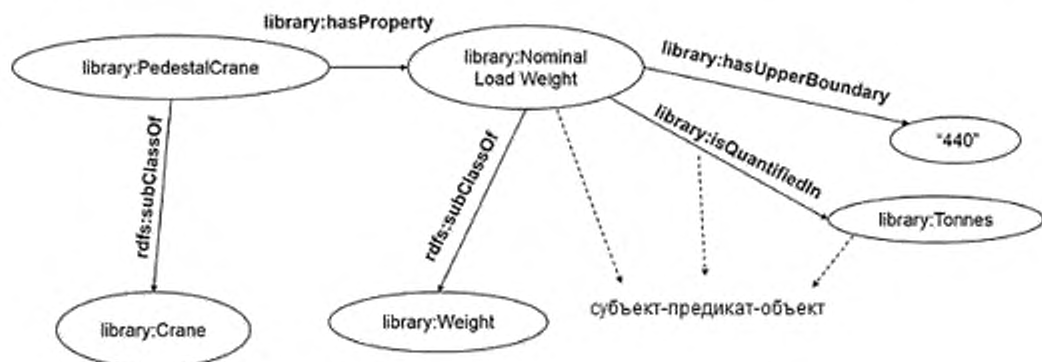 library:hasProperty
library:PedestalCrane
library:Nominal
Load Weight
library:hasUpperBoundary
"440"
library:isQuantifiedIn
library:Tonnes
rdfs:subClassOf
rdfs:subClassOf
субъект-предикат-объект
library:Crane
library:Weight